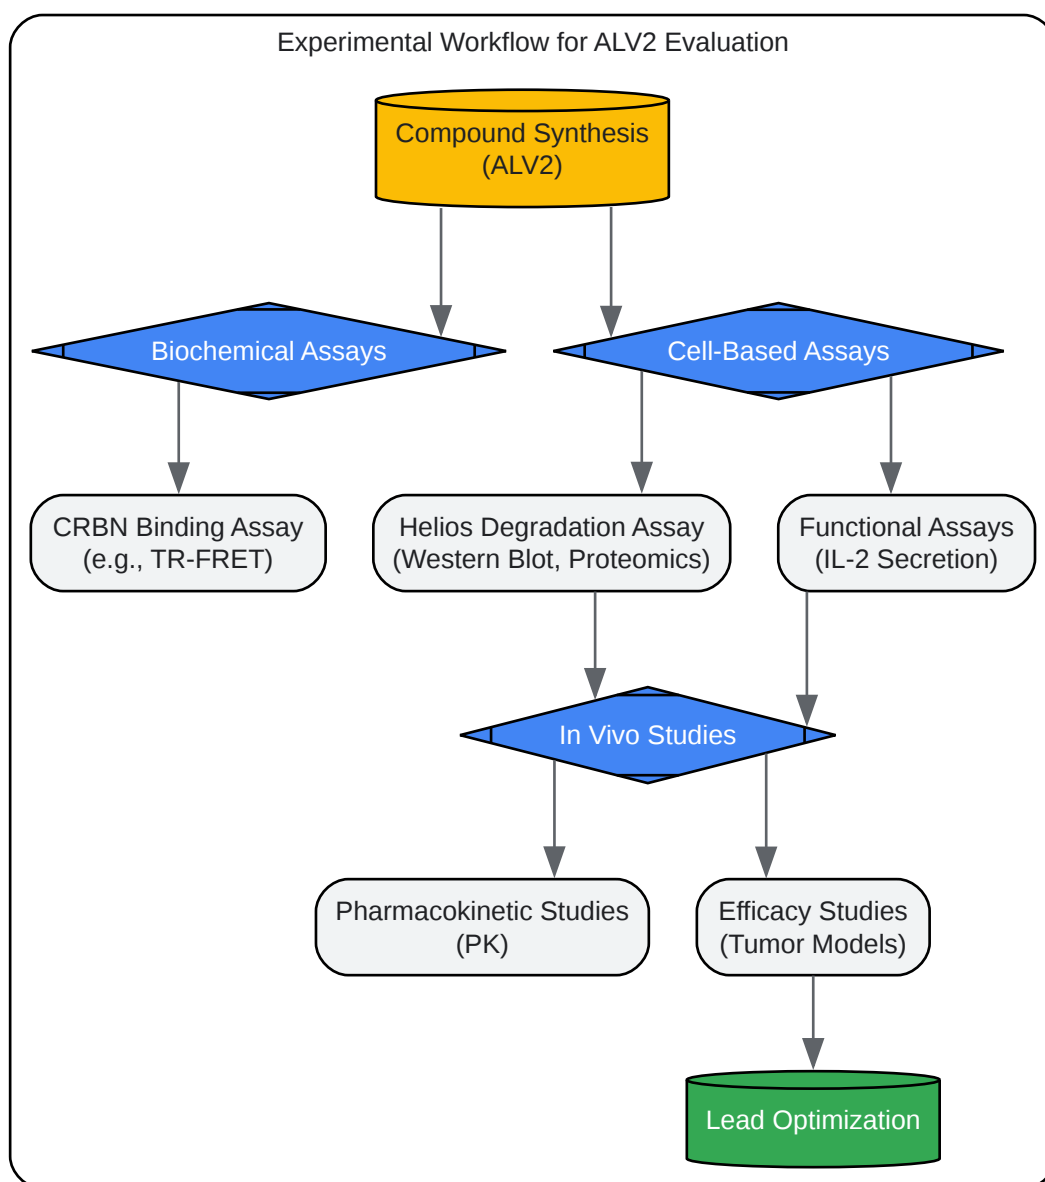 Experimental Workflow for ALV2 Evaluation
Compound Synthesis
(ALV2)
Biochemical Assays
Cell-Based Assays
CRBN Binding Assay
(e.g., TR-FRET)
Helios Degradation Assay
(Western Blot, Proteomics)
Functional Assays
(IL-2 Secretion)
In Vivo Studies
Pharmacokinetic Studies
(PK)
Efficacy Studies
(Tumor Models)
Lead Optimization